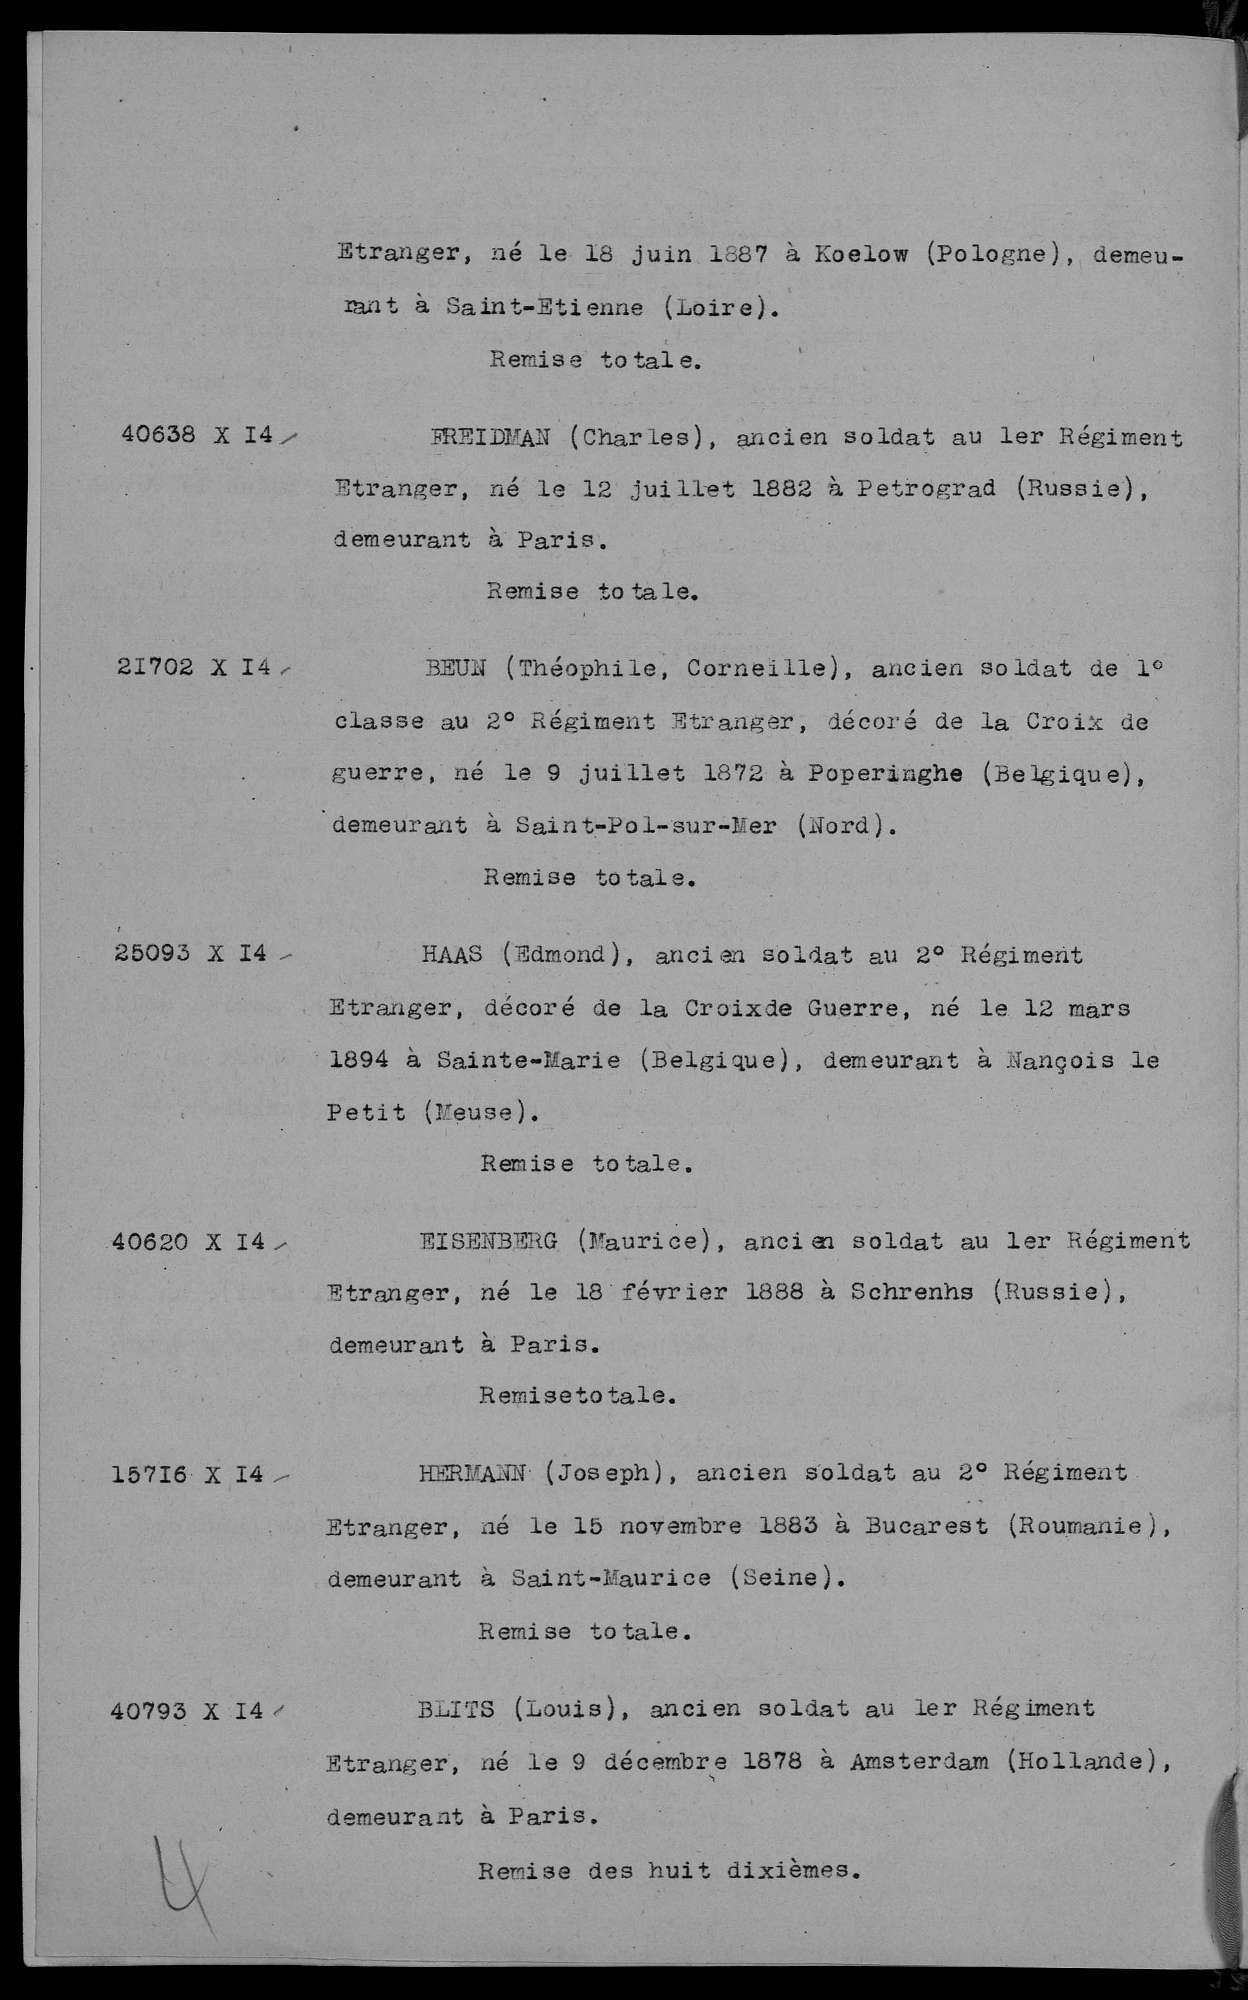 Etranger, né le 18 juin 1887 à Koelow (Pologne), demeu-
rant à Saint-Etienne (Loire).
Remise totale.
40638 X I4 FREIDMAN (Charles), ancien soldat au 1er Régiment
Etranger, né le 12 juillet 1882 à Petrograd (Russie),
demeurant à Paris.
Remise totale.
2I702 X I4 BEUN (Théophile, Corneille), ancien soldat de 1°
classe au 2° Régiment Etranger, décoré de la Croix de
guerre, né le 9 juillet 1872 à Poperinghe (Belgique),
demeurant à Saint-Pol-sur-Mer (Nord).
Remise totale.
25093 X I4 HAAS (Edmond), ancien soldat au 2° Régiment
Etranger, décoré de la Croixde Guerre, né le 12 mars
1894 à Sainte-Marie (Belgique), demeurant à Nançois le
Petit (Meuse).
Remise totale.
40620 X I4 EISENBERG (Maurice), ancien soldat au 1er Régiment
Etranger, né le 18 février 1888 à Schrenhs (Russie),
demeurant à Paris.
Remisetotale.
157I6 X I4 HERMANN (Joseph), ancien soldat au 2° Régiment
Etranger, né le 15 novembre 1883 à Bucarest (Roumanie),
demeurant à Saint-Maurice (Seine).
Remise totale.
40793 X I4 BLITS (Louis), ancien soldat au 1er Régiment
Etranger, né le 9 décembre 1878 à Amsterdam (Hollande),
demeurant à Paris.
Remise des huit dixièmes.
4